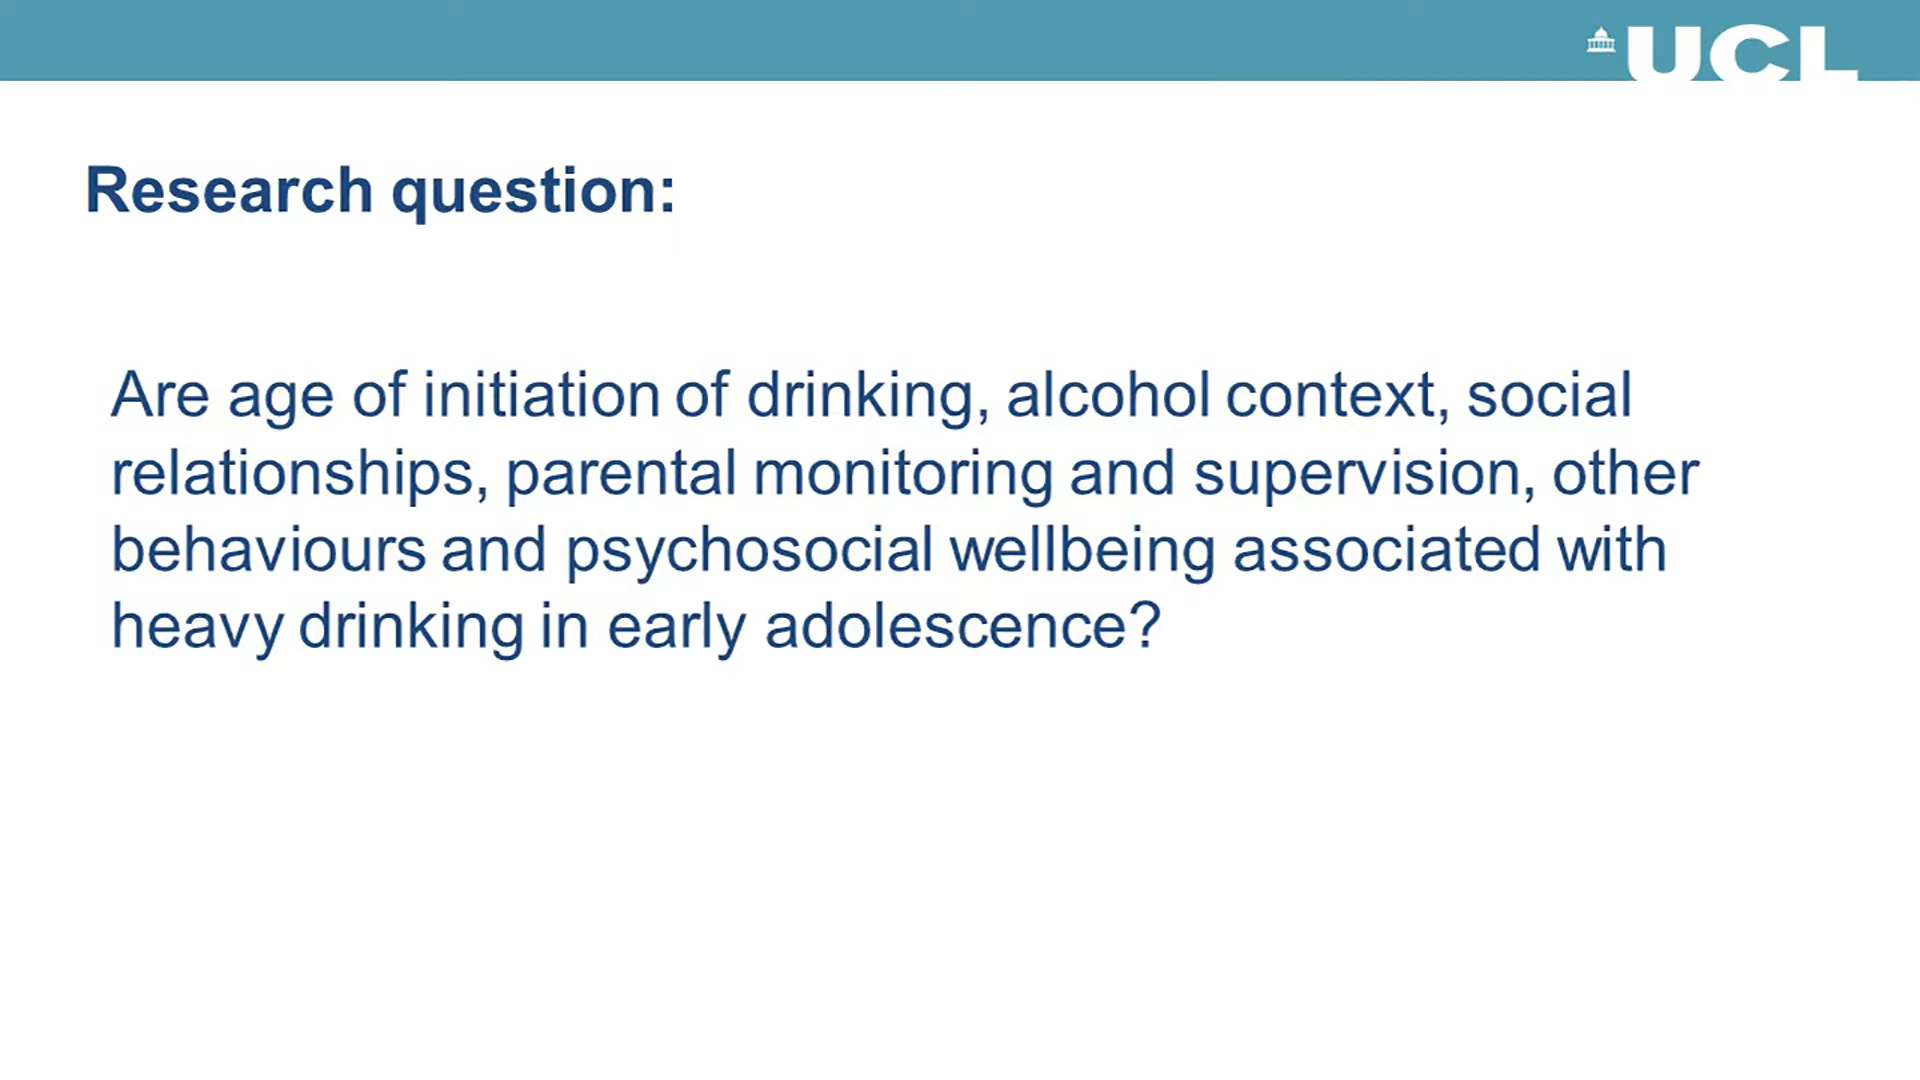 UCL
Research question:
Are age of initiation of drinking, alcohol context, social
relationships, parental monitoring and supervision, other
behaviours and psychosocial wellbeing associated with
heavy drinking in early adolescence?